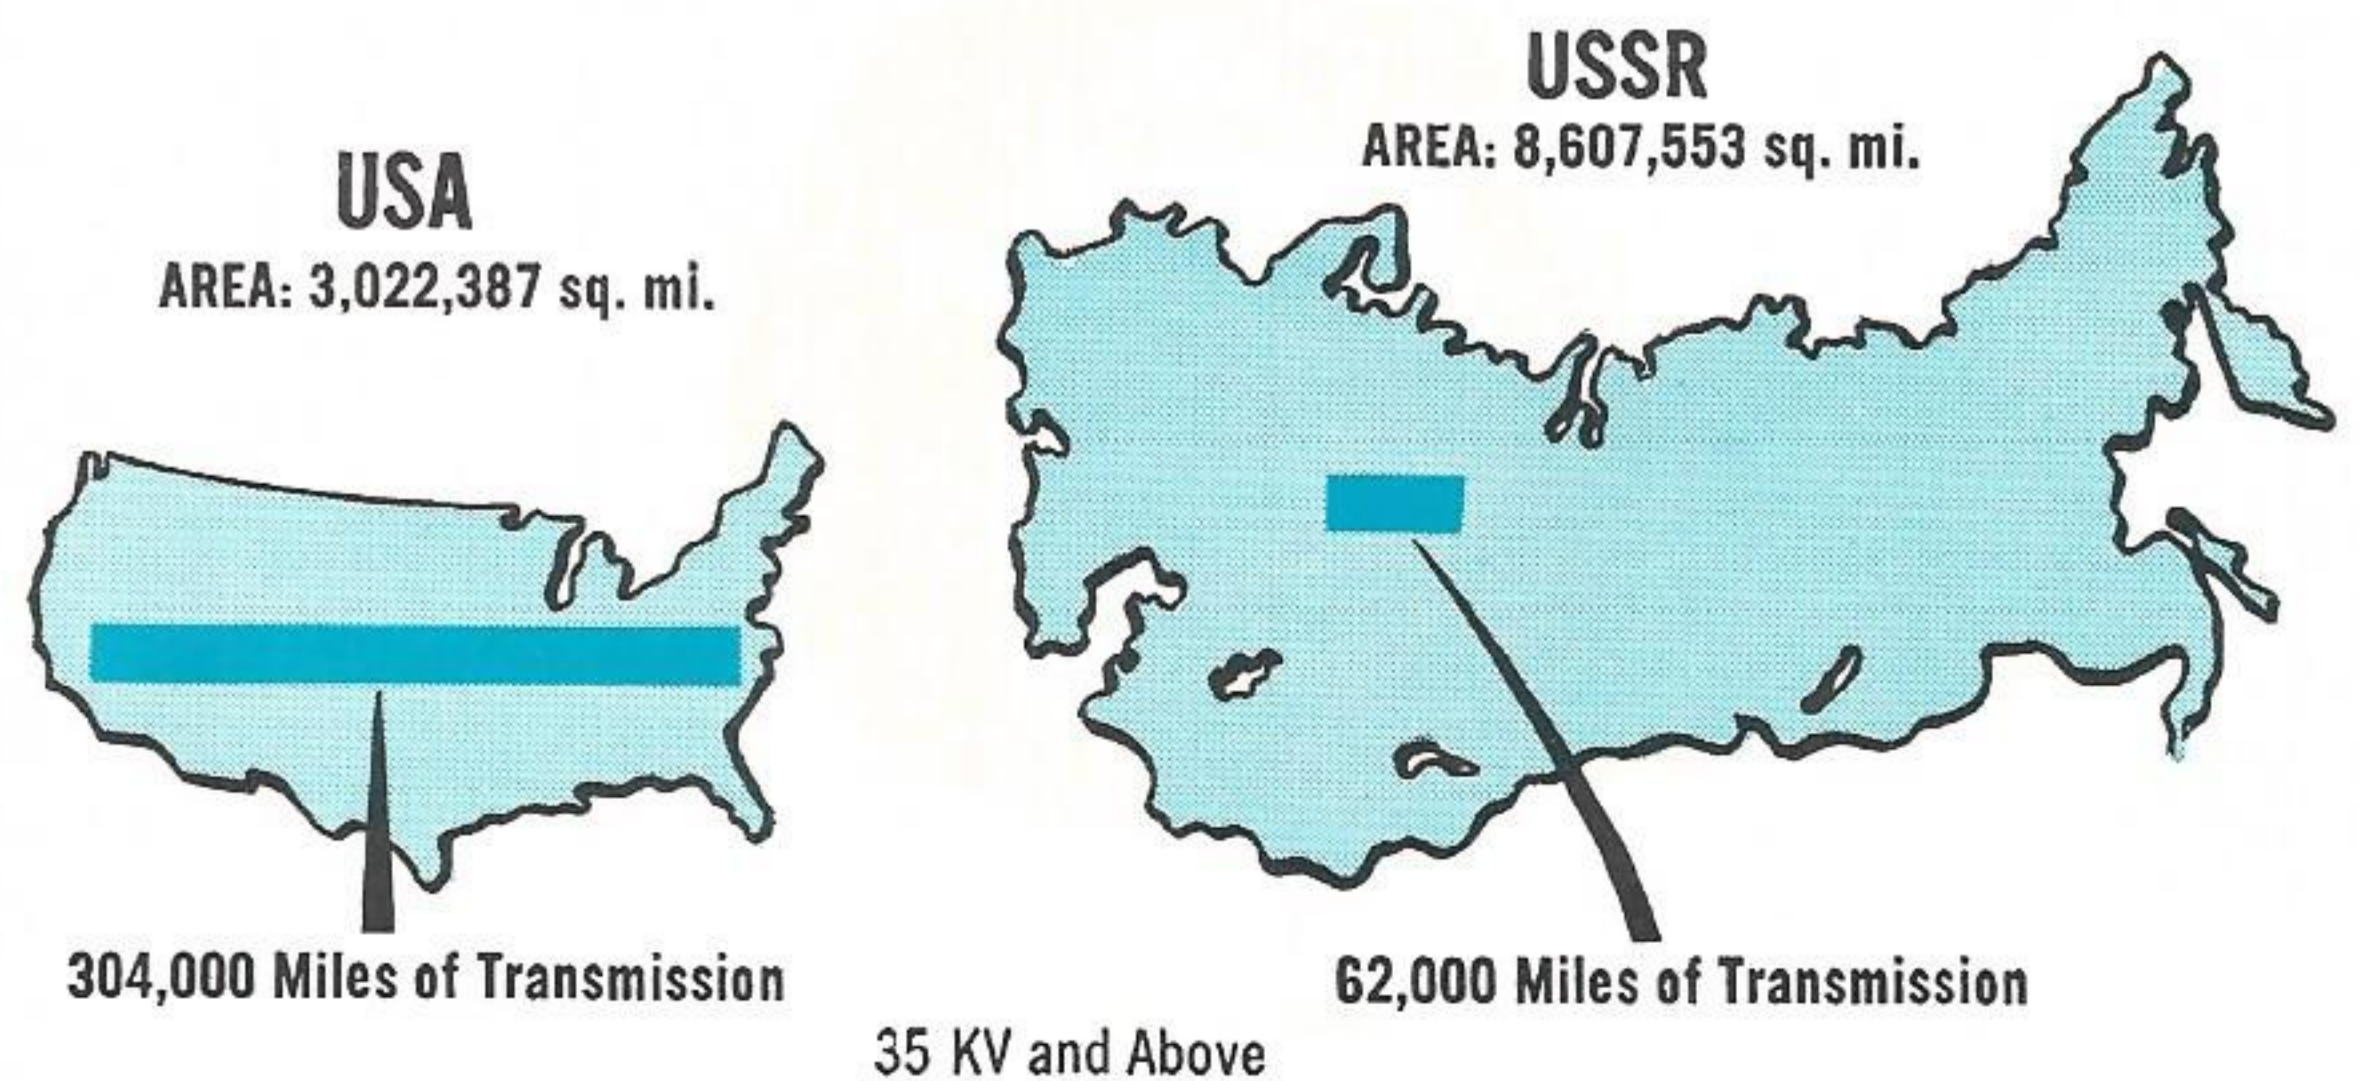 USA
AREA: 3,022,387 sq. mi.
304,000 Miles of Transmission
USSR
AREA: 8,607,553 sq. mi.
62,000 Miles of Transmission
35 KV and Above